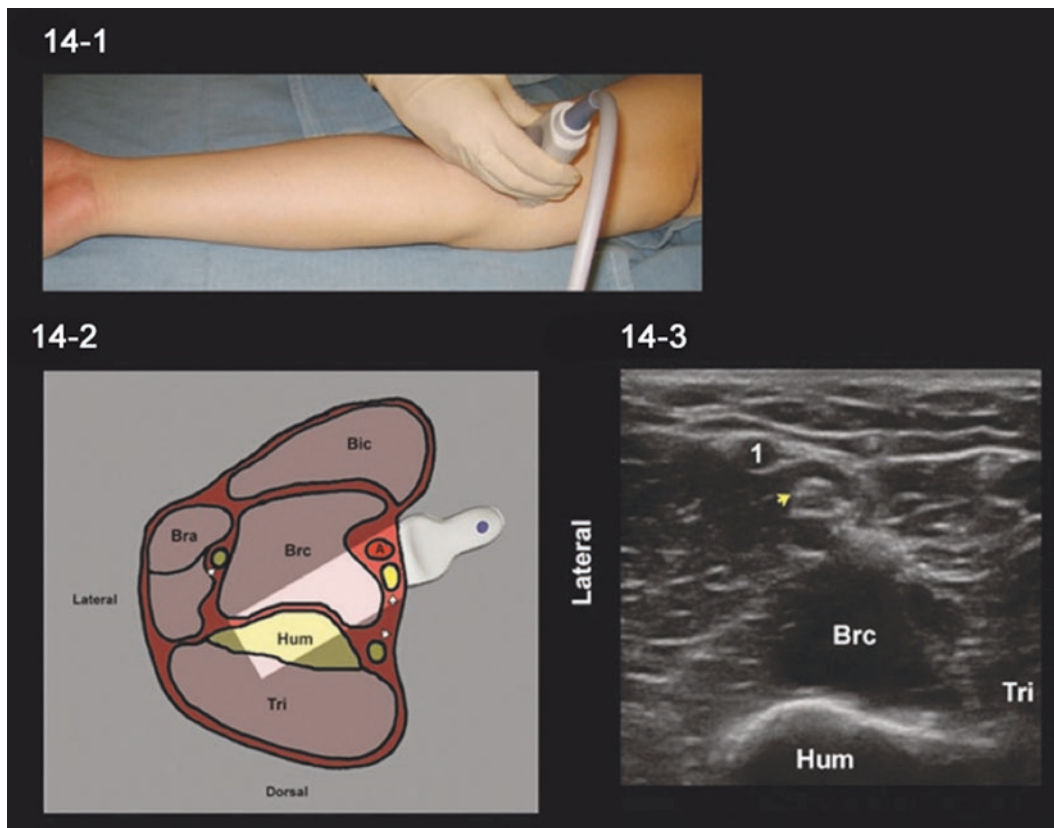 14-1
14-2
Bic
Bra
Brc
A
Lateral
Hum
Tri
Dorsal
14-3
1
Lateral
Brc
Tri
Hum